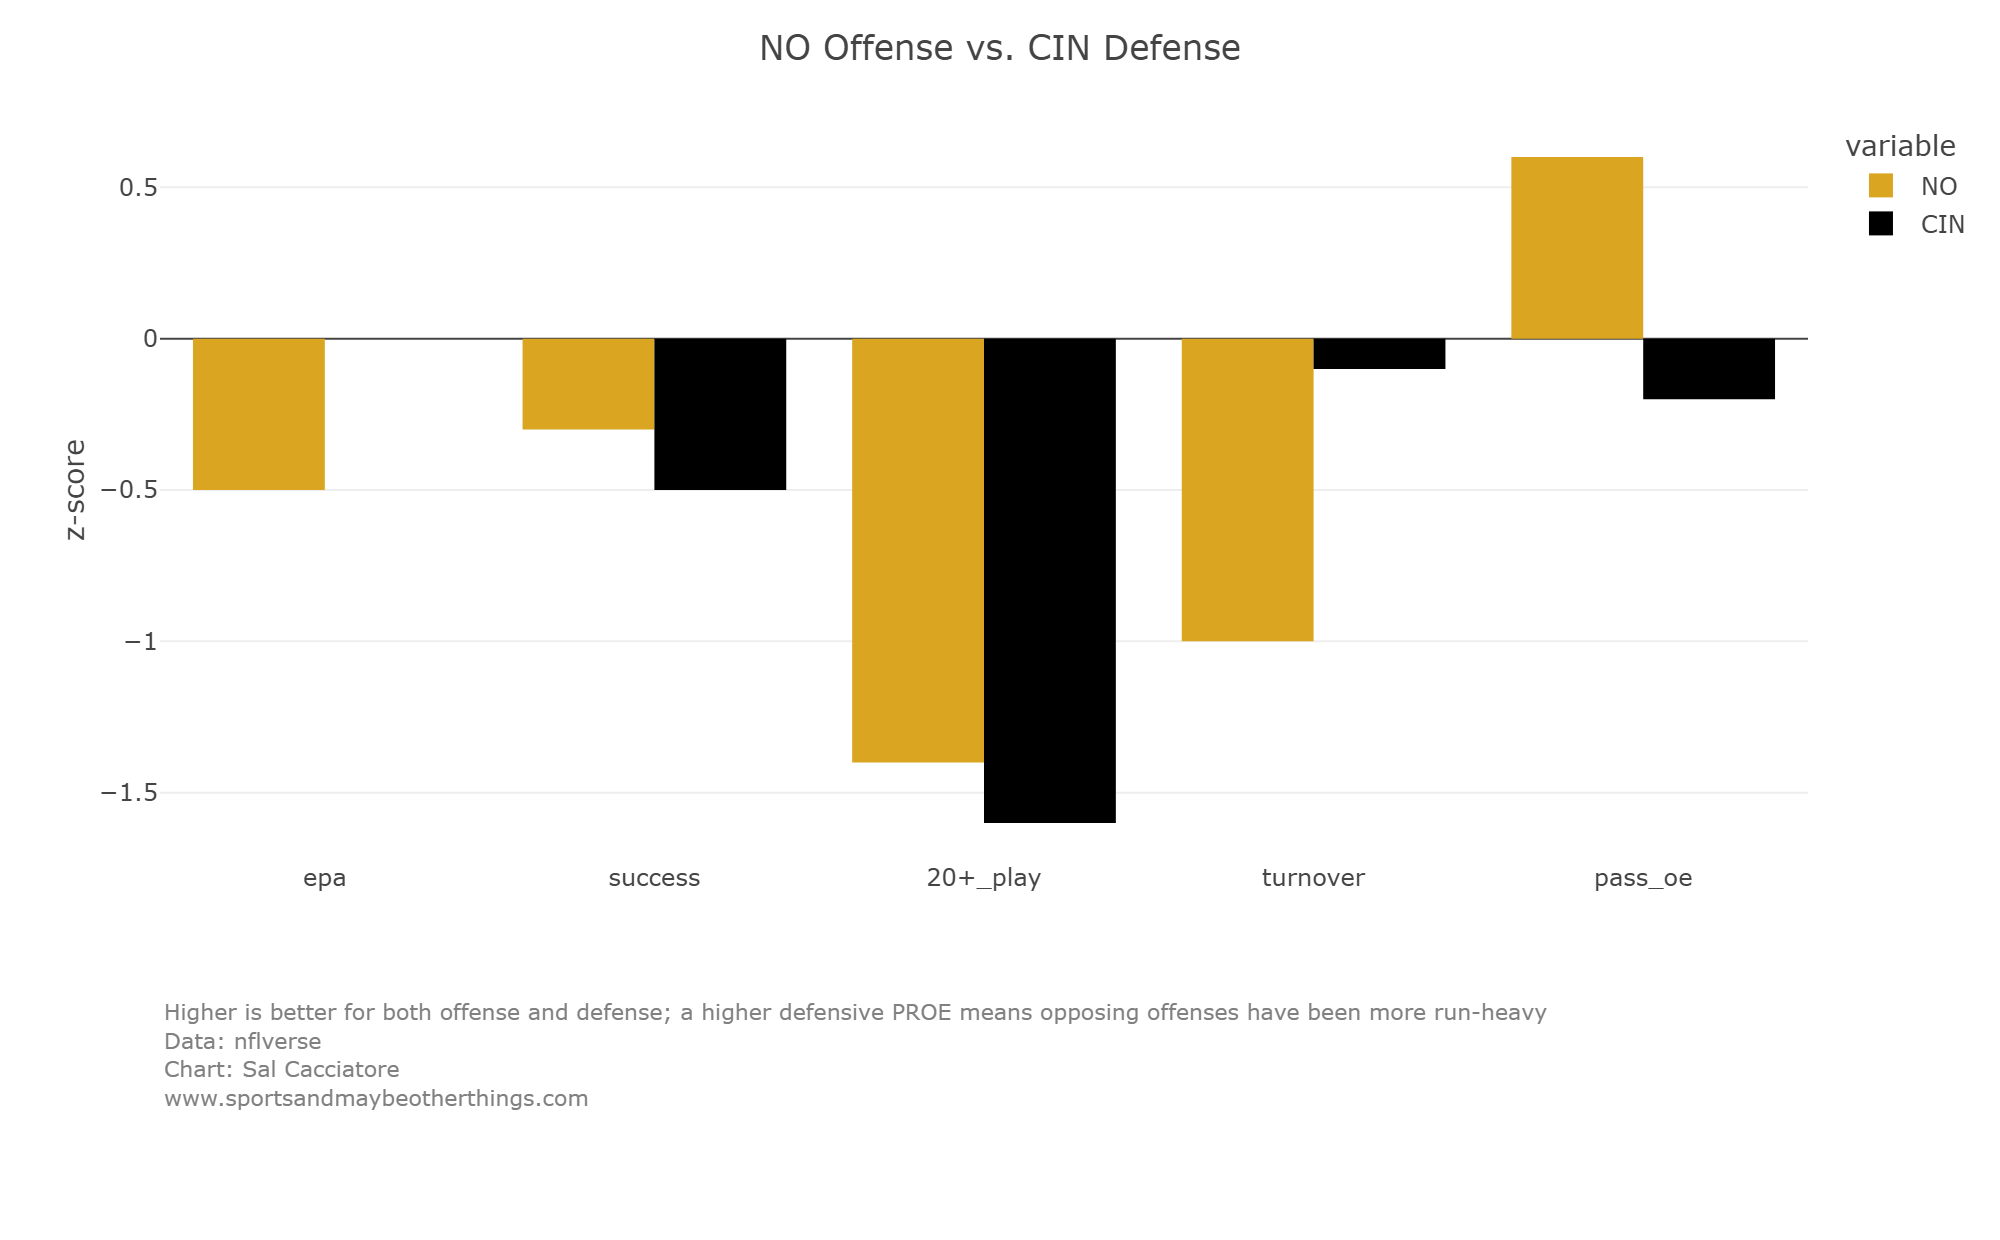 NO Offense vs. CIN Defense
variable
NO
CIN
0.5
0
−0.5
−1
−1.5
z-score
epa
success
20+_play
turnover
pass_oe
Higher is better for both offense and defense; a higher defensive PROE means opposing offenses have been more run-heavy
Data: nflverse
Chart: Sal Cacciatore
www.sportsandmaybeotherthings.com